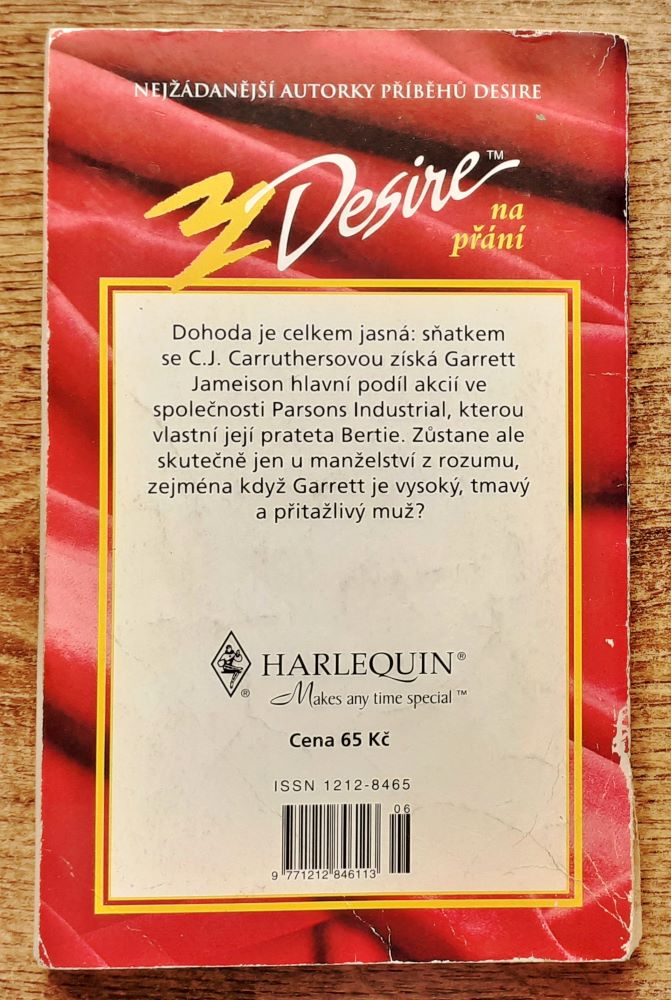 NEJŽÁDANĚJŠÍ AUTORKY PŘÍBĚHŮ DESIRE
3 Desire™
na
přání
Dohoda je celkem jasná: sňatkem
se C.J. Carruthersovou získá Garrett
Jameison hlavní podíl akcií ve
společnosti Parsons Industrial, kterou
vlastní její prateta Bertie. Zůstane ale
skutečně jen u manželství z rozumu,
zejména když Garrett je vysoký, tmavý
a přitažlivý muž?
® HARLEQUIN®
Makes any time special™
Cena 65 Kč
ISSN 1212-8465
06
9 771212 846113